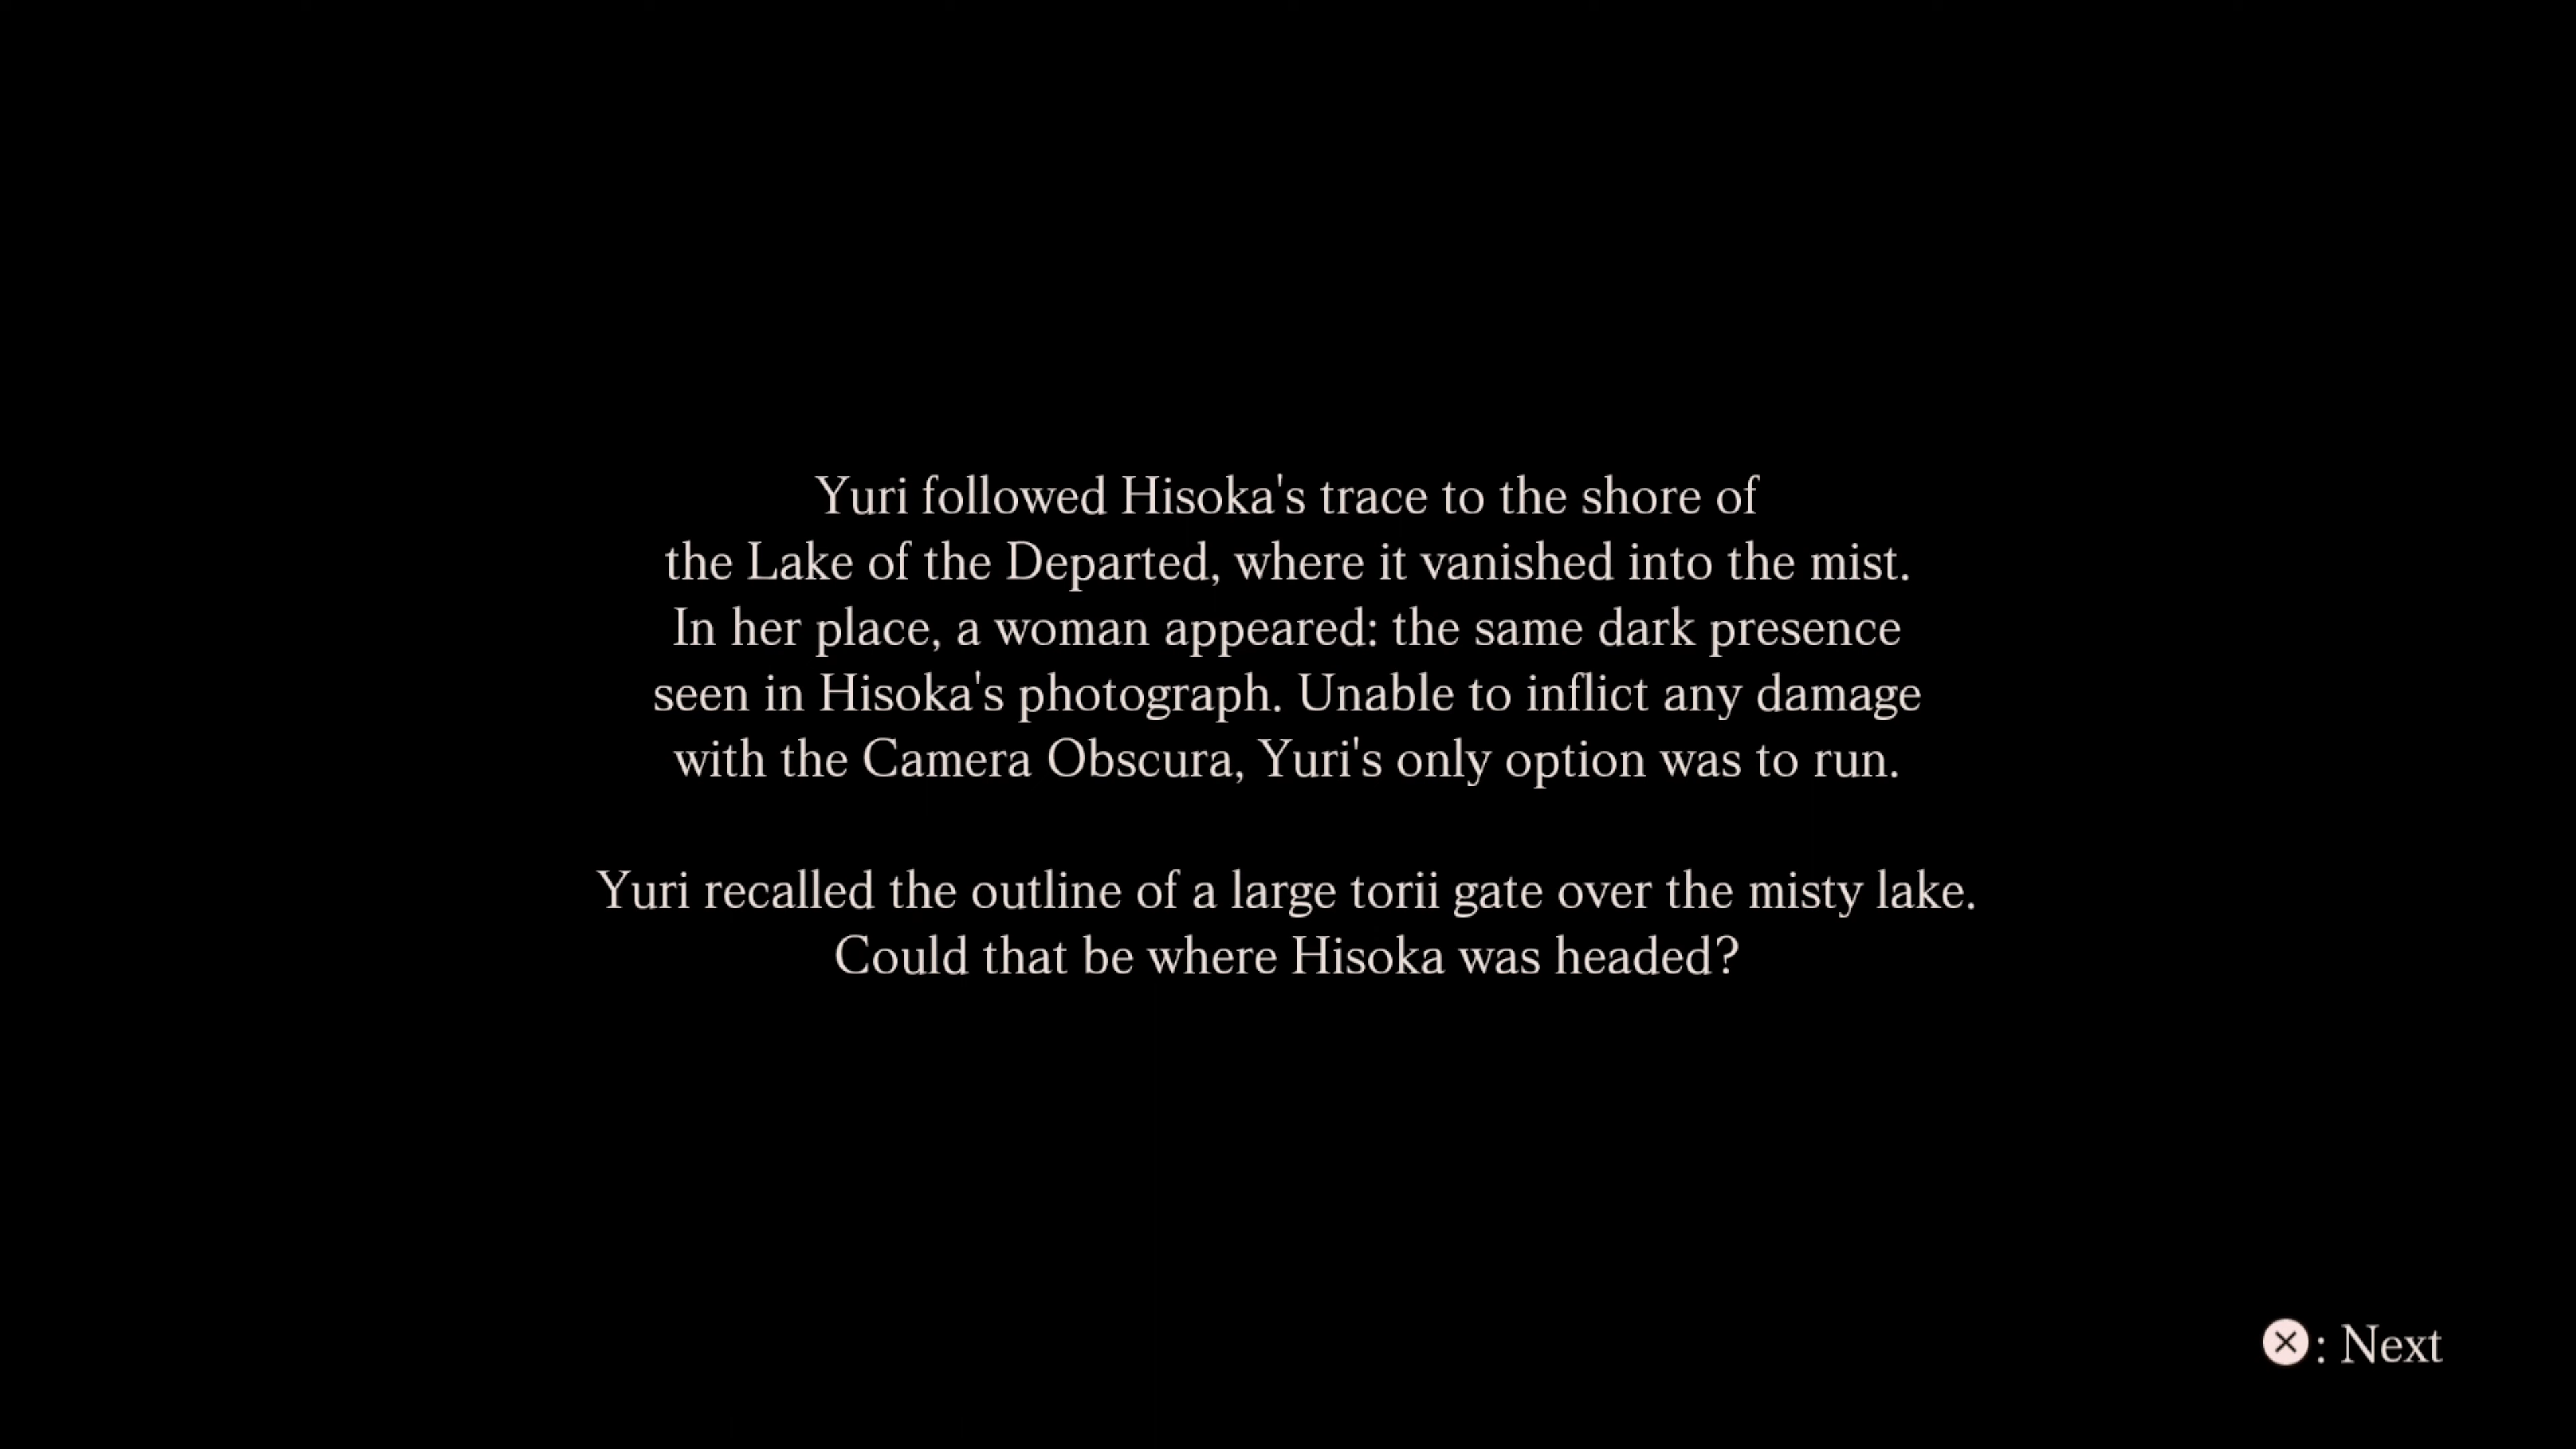 Yuri followed Hisoka's trace to the shore of
the Lake of the Departed, where it vanished into the mist.
In her place, a woman appeared: the same dark presence
seen in Hisoka's photograph. Unable to inflict any damage
with the Camera Obscura, Yuri's only option was to run.
Yuri recalled the outline of a large torii gate over the misty lake.
Could that be where Hisoka was headed?
⊗: Next